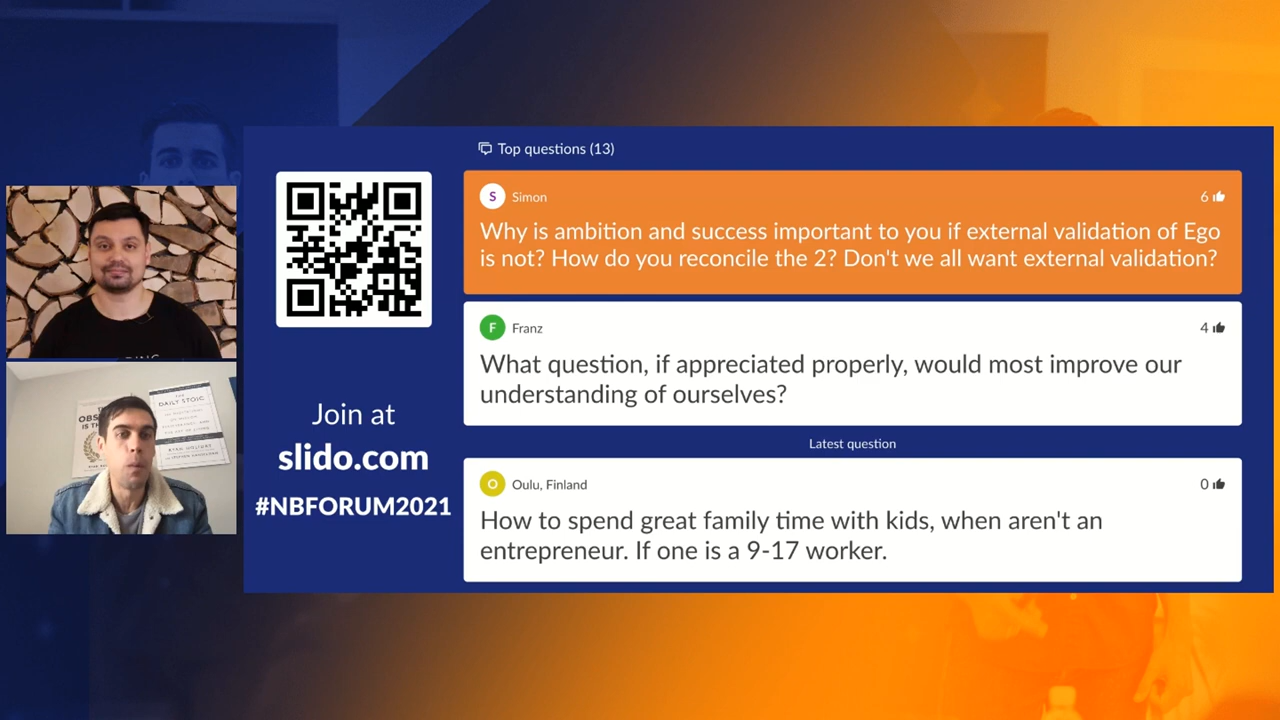 Top questions (13)
S Simon 6
Why is ambition and success important to you if external validation of Ego
is not? How do you reconcile the 2? Don't we all want external validation?
F Franz 4
What question, if appreciated properly, would most improve our
understanding of ourselves?
Latest question
O Oulu, Finland 0
How to spend great family time with kids, when aren't an
entrepreneur. If one is a 9-17 worker.
Join at
slido.com
#NBFORUM2021
OBS
IS TH
THE
DAILY STOIC
RYAN HOLIDAY